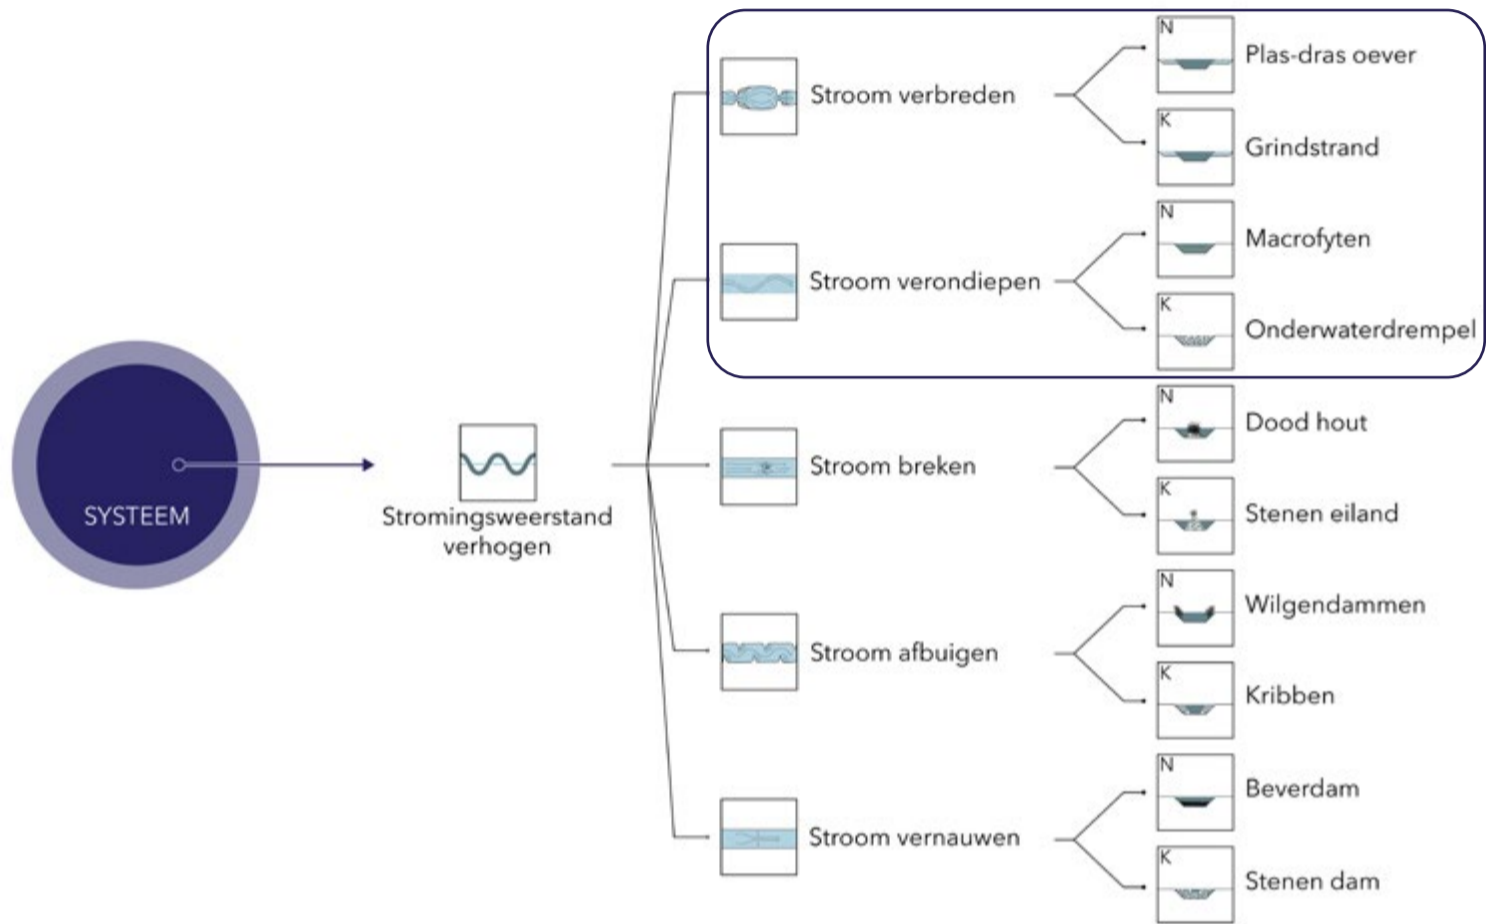 N
Plas-dras oever
Stroom verbreden
K
Grindstrand
N
Macrofyten
Stroom verondiepen
K
Onderwaterdrempel
N
Dood hout
Stroom breken
K
Stenen eiland
SYSTEEM
Stromingsweerstand
verhogen
N
Wilgendammen
Stroom afbuigen
K
Kribben
N
Beverdam
Stroom vernauwen
K
Stenen dam